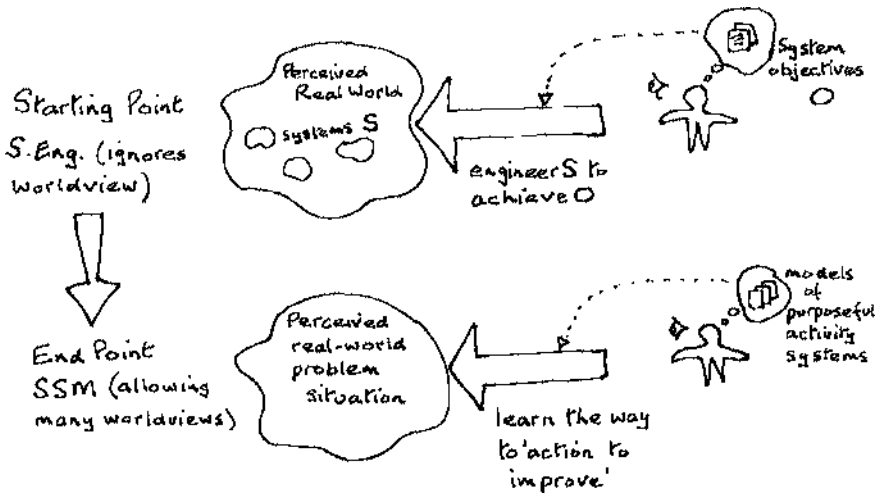 Starting Point
S.Eng. (ignores
worldview)
Perceived
Real World
systems S
engineer S to
achieve O
System
objectives
O
End Point
SSM (allowing
many worldviews)
Perceived
real-world
problem
situation
learn the way
to 'action to
improve'
models
of
purposeful
activity
systems